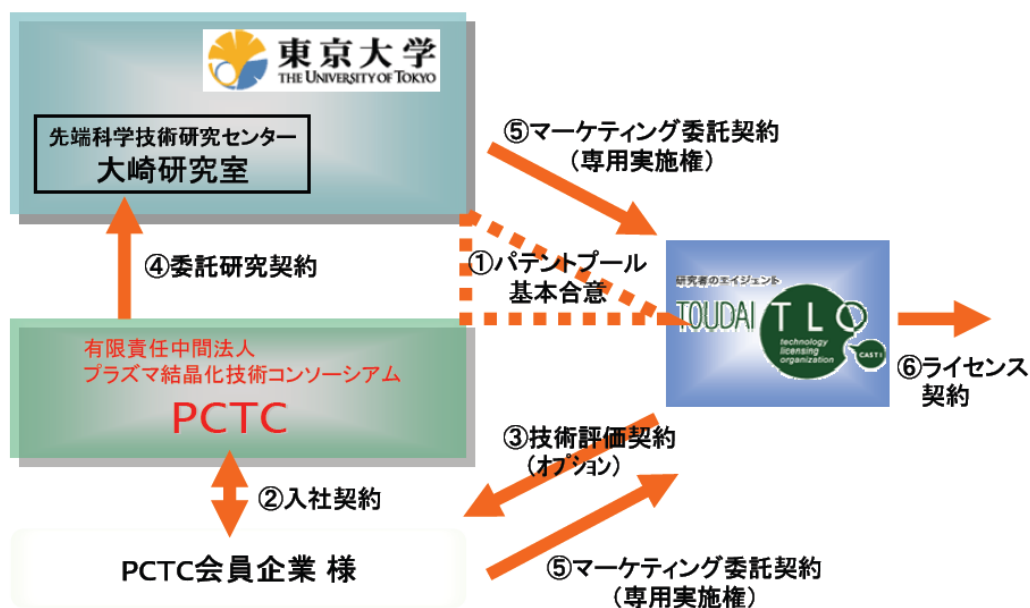 東京大学
THE UNIVERSITY OF TOKYO
先端科学技術研究センター
大崎研究室
⑤マーケティング委託契約
(専用実施権)
④委託研究契約
①パテントプール
基本合意
研究者のエイジェント
TOUDAI TLO
technology
licensing
organization
CASTI
⑥ライセンス
契約
有限責任中間法人
プラズマ結晶化技術コンソーシアム
PCTC
③技術評価契約
(オプション)
②入社契約
PCTC会員企業 様
⑤マーケティング委託契約
(専用実施権)